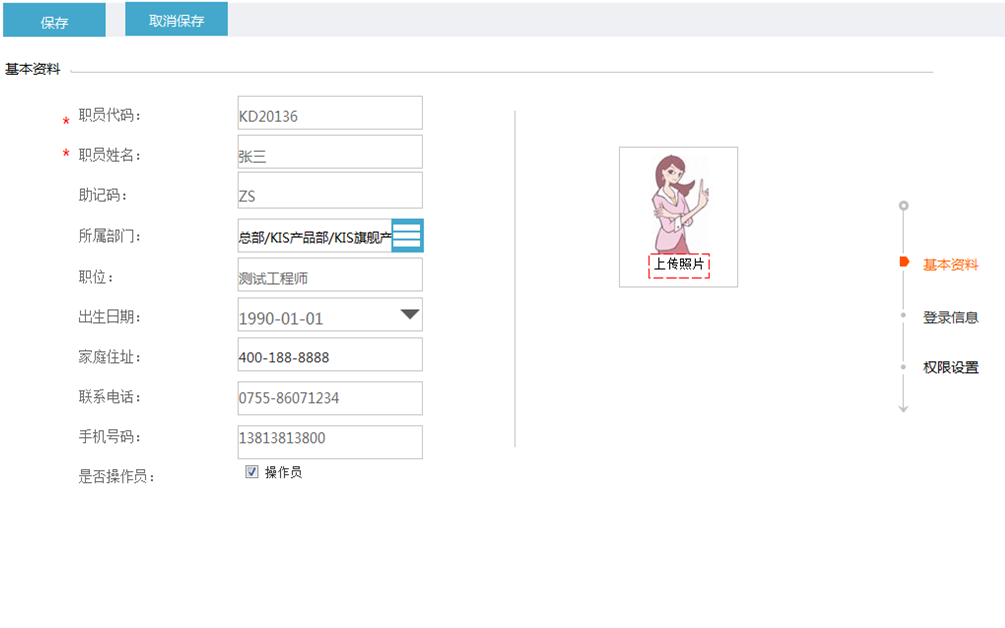 保存 取消保存
基本资料
* 职员代码： KD20136
* 职员姓名： 张三
助记码： ZS
所属部门： 总部/KIS产品部/KIS旗舰产
职位： 测试工程师
出生日期： 1990-01-01
家庭住址： 400-188-8888
联系电话： 0755-86071234
手机号码： 13813813800
是否操作员： 操作员
上传照片
基本资料
登录信息
权限设置